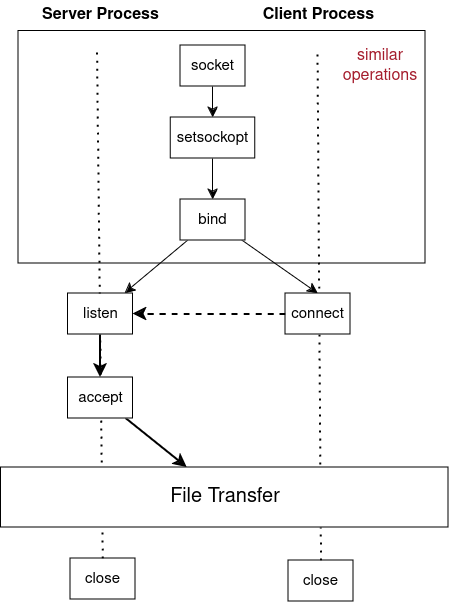 Server Process
Client Process
similar
operations
socket
setsockopt
bind
listen
connect
accept
File Transfer
close
close